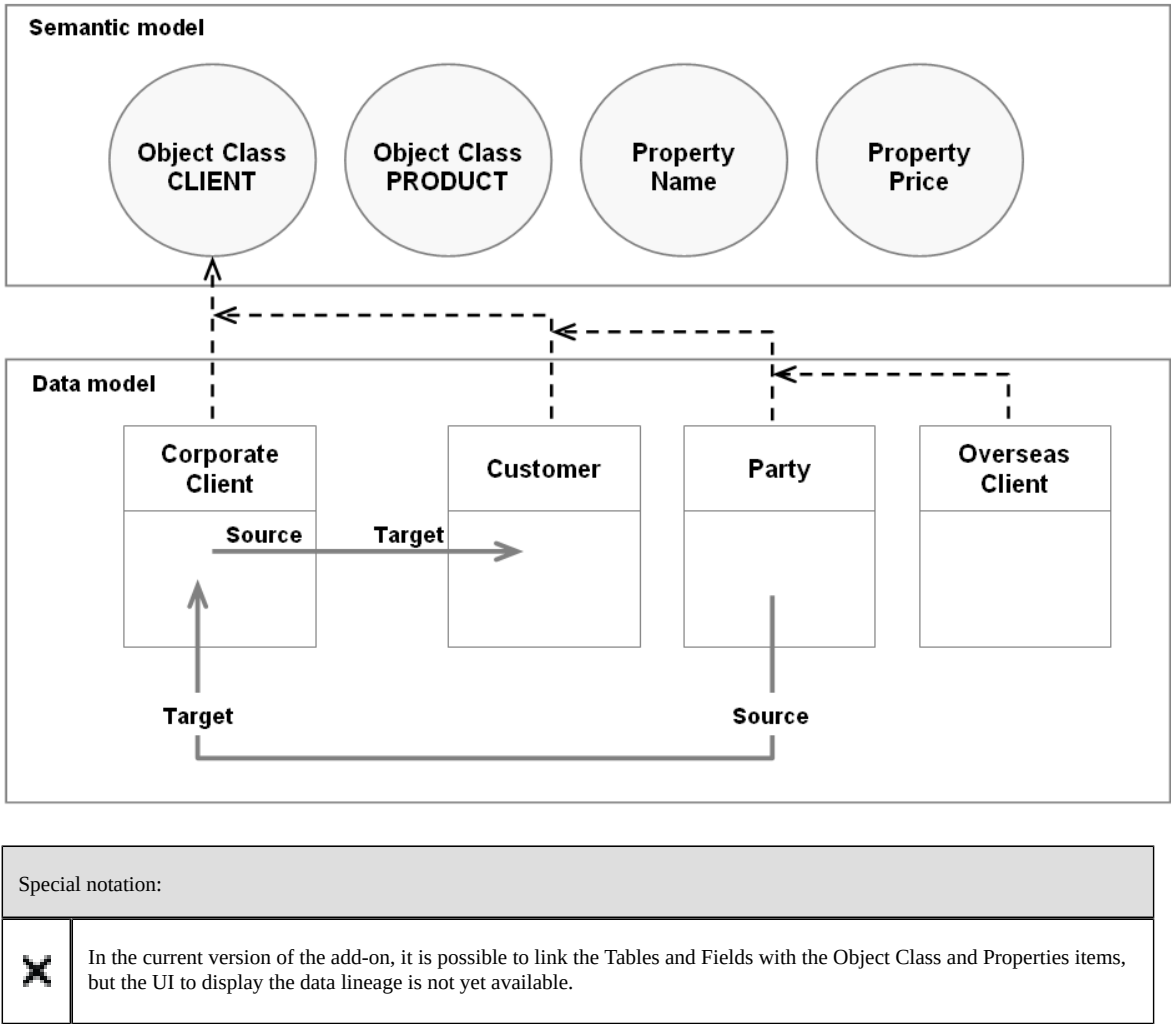 Semantic model
Object Class
CLIENT
Object Class
PRODUCT
Property
Name
Property
Price
Data model
Corporate
Client
Customer
Party
Overseas
Client
Source
Target
Target
Source
Special notation:
In the current version of the add-on, it is possible to link the Tables and Fields with the Object Class and Properties items,
but the UI to display the data lineage is not yet available.